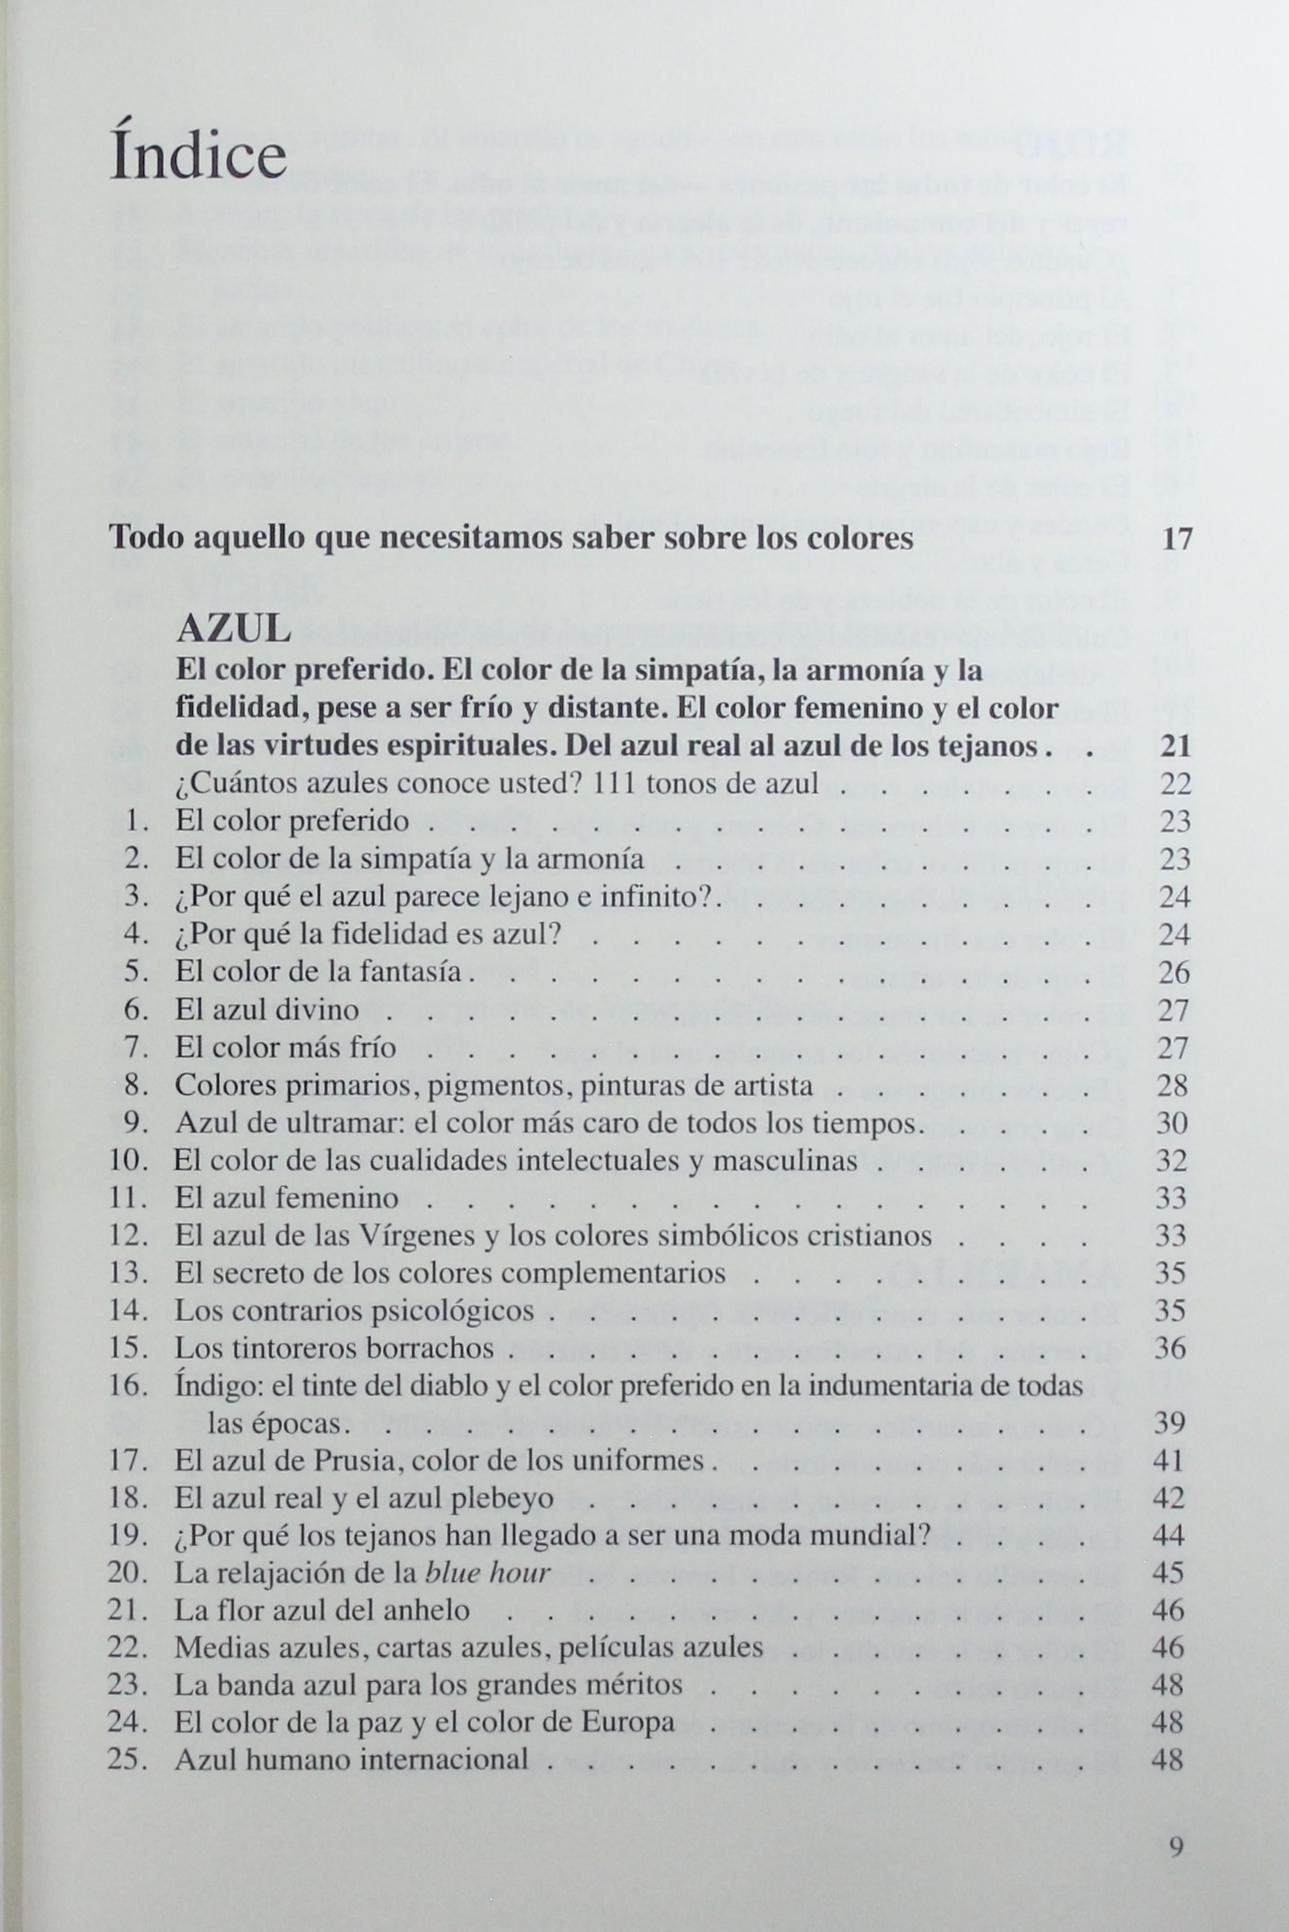 Índice
Todo aquello que necesitamos saber sobre los colores 17
AZUL
El color preferido. El color de la simpatía, la armonía y la
fidelidad, pese a ser frío y distante. El color femenino y el color
de las virtudes espirituales. Del azul real al azul de los tejanos . . 21
¿Cuántos azules conoce usted? 111 tonos de azul . . . . . . . 22
1. El color preferido . . . . . . . . . . . . . . . . . 23
2. El color de la simpatía y la armonía . . . . . . . . . . . 23
3. ¿Por qué el azul parece lejano e infinito? . . . . . . . . . . 24
4. ¿Por qué la fidelidad es azul? . . . . . . . . . . . . . 24
5. El color de la fantasía . . . . . . . . . . . . . . . . 26
6. El azul divino . . . . . . . . . . . . . . . . . . 27
7. El color más frío . . . . . . . . . . . . . . . . . 27
8. Colores primarios, pigmentos, pinturas de artista . . . . . . . 28
9. Azul de ultramar: el color más caro de todos los tiempos . . . . . 30
10. El color de las cualidades intelectuales y masculinas . . . . . . 32
11. El azul femenino . . . . . . . . . . . . . . . . . 33
12. El azul de las Vírgenes y los colores simbólicos cristianos . . . . 33
13. El secreto de los colores complementarios . . . . . . . . . 35
14. Los contrarios psicológicos . . . . . . . . . . . . . . 35
15. Los tintoreros borrachos . . . . . . . . . . . . . . . 36
16. Índigo: el tinte del diablo y el color preferido en la indumentaria de todas
las épocas . . . . . . . . . . . . . . . . . . . 39
17. El azul de Prusia, color de los uniformes . . . . . . . . . . 41
18. El azul real y el azul plebeyo . . . . . . . . . . . . . 42
19. ¿Por qué los tejanos han llegado a ser una moda mundial? . . . . 44
20. La relajación de la blue hour . . . . . . . . . . . . . 45
21. La flor azul del anhelo . . . . . . . . . . . . . . . 46
22. Medias azules, cartas azules, películas azules . . . . . . . . 46
23. La banda azul para los grandes méritos . . . . . . . . . . 48
24. El color de la paz y el color de Europa . . . . . . . . . . 48
25. Azul humano internacional . . . . . . . . . . . . . . 48
9